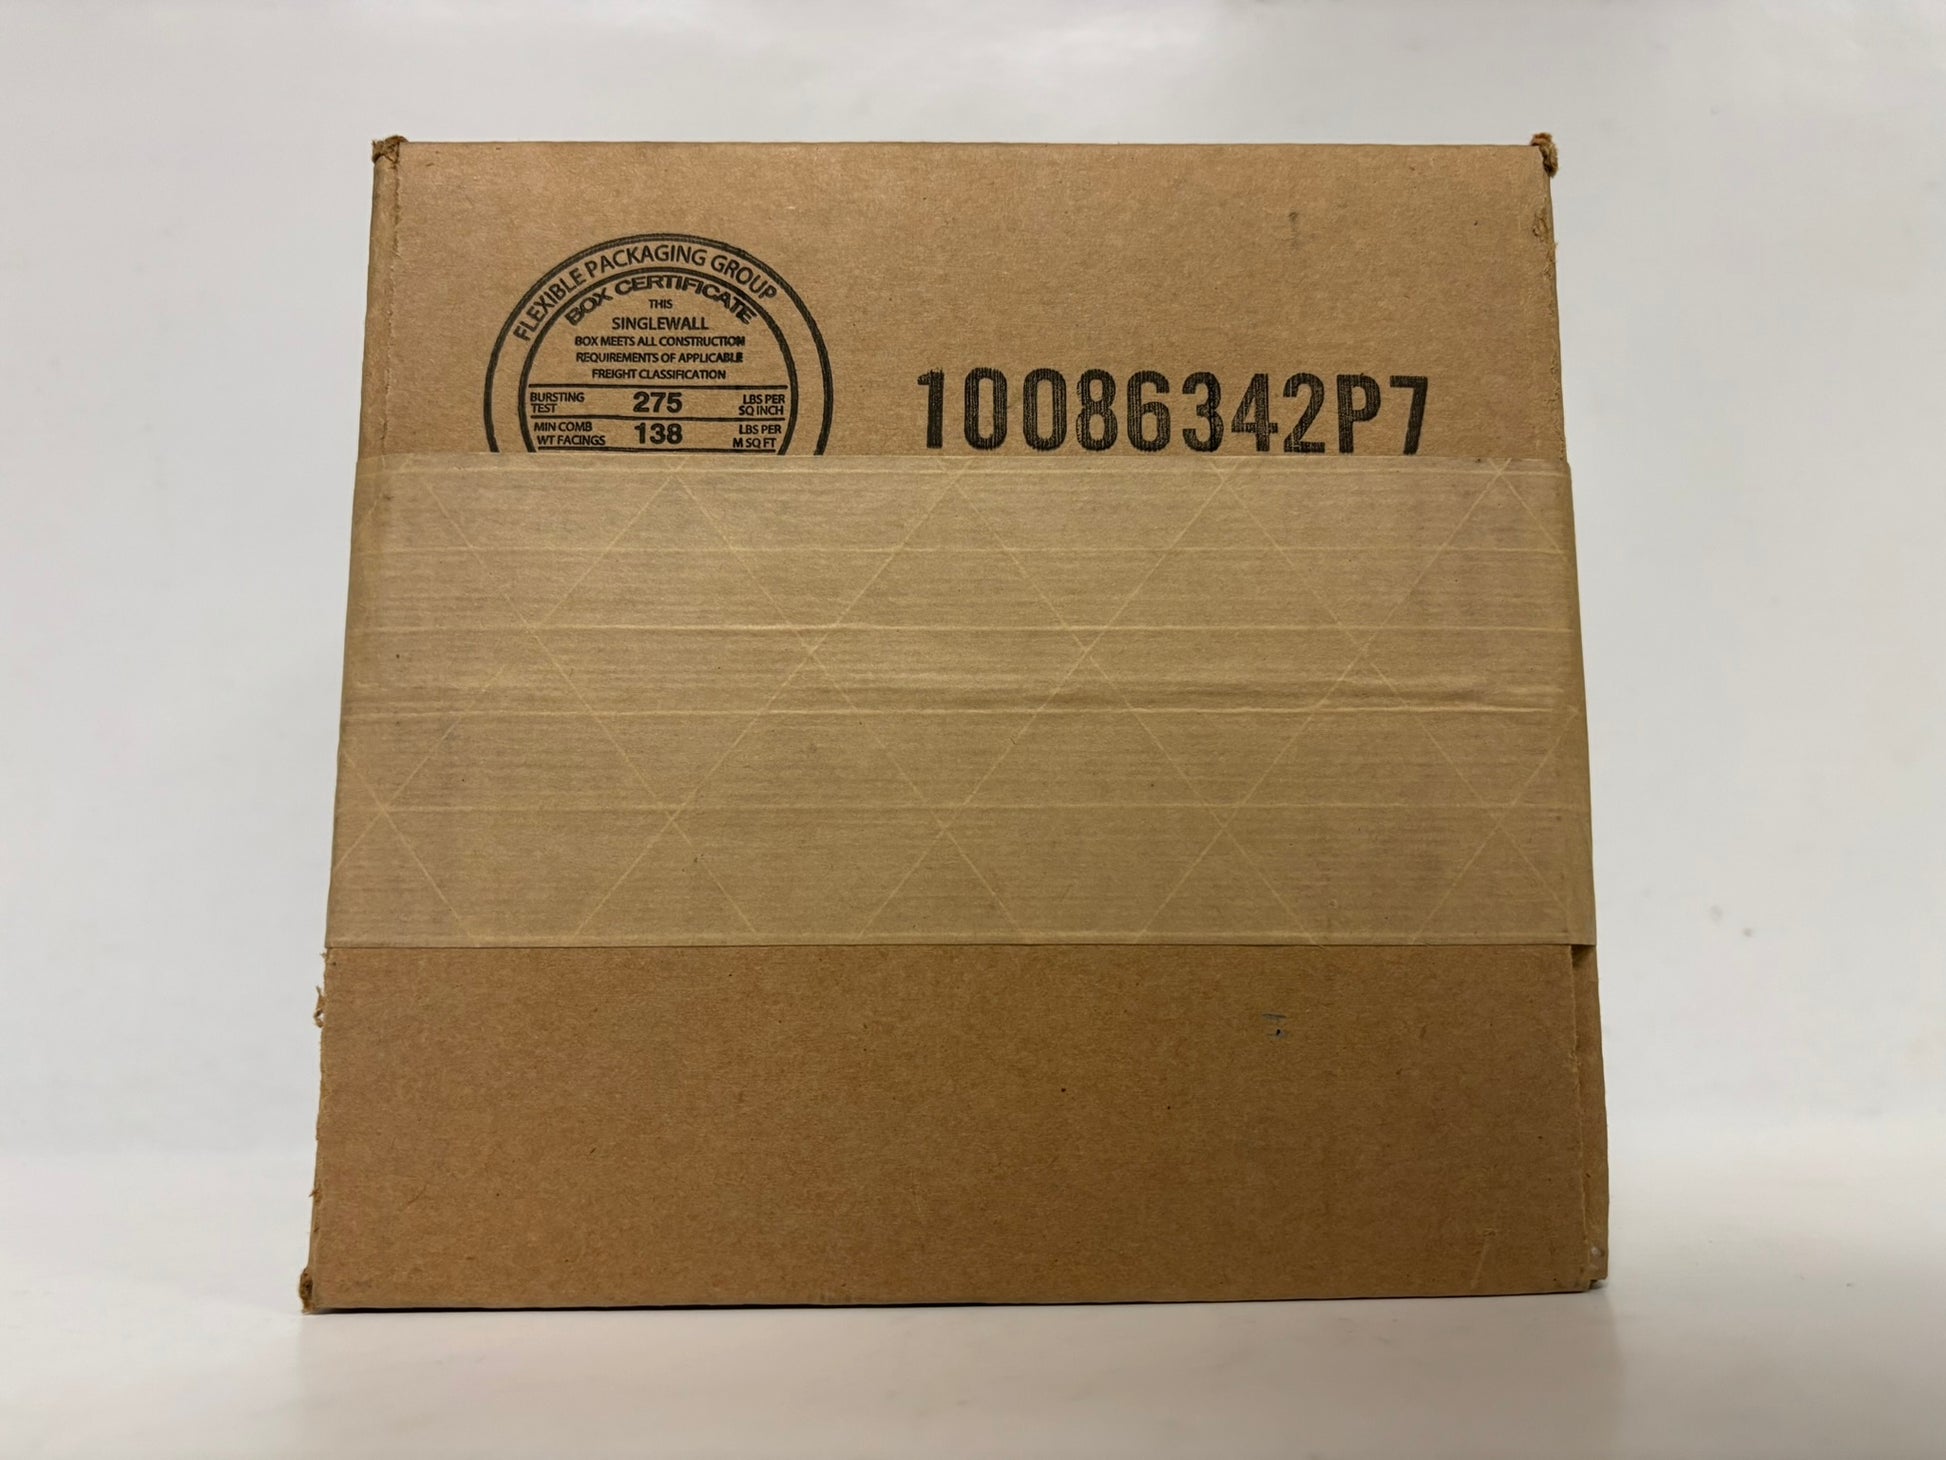 FLEXIBLE PACKAGING GROUP
BOX CERTIFICATE
THIS
SINGLEWALL
BOX MEETS ALL CONSTRUCTION
REQUIREMENTS OF APPLICABLE
FREIGHT CLASSIFICATION
BURSTING TEST 275 LBS PER SQ INCH
MIN COMB WT FACINGS 138 LBS PER M SQ FT
10086342P7